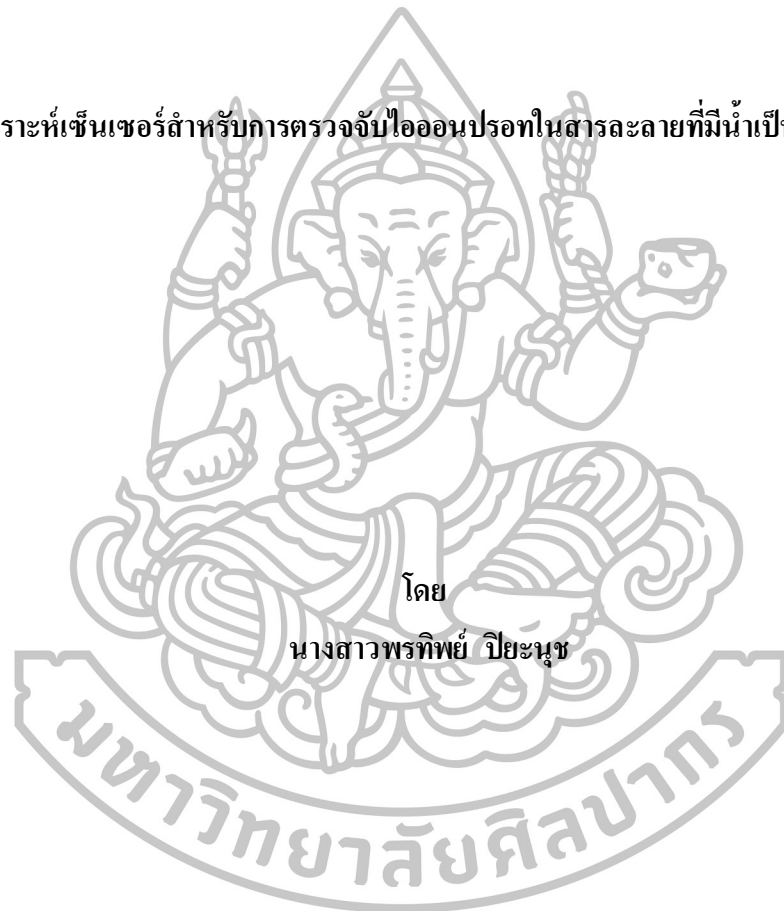 ราะห์เซ็นเซอร์สำหรับการตรวจจับไอออนปรอทในสารละลายที่มีน้ำเป็น
โดย
นางสาวพรทิพย์ ปิยะนุช
มหาวิทยาลัยศิลปากร